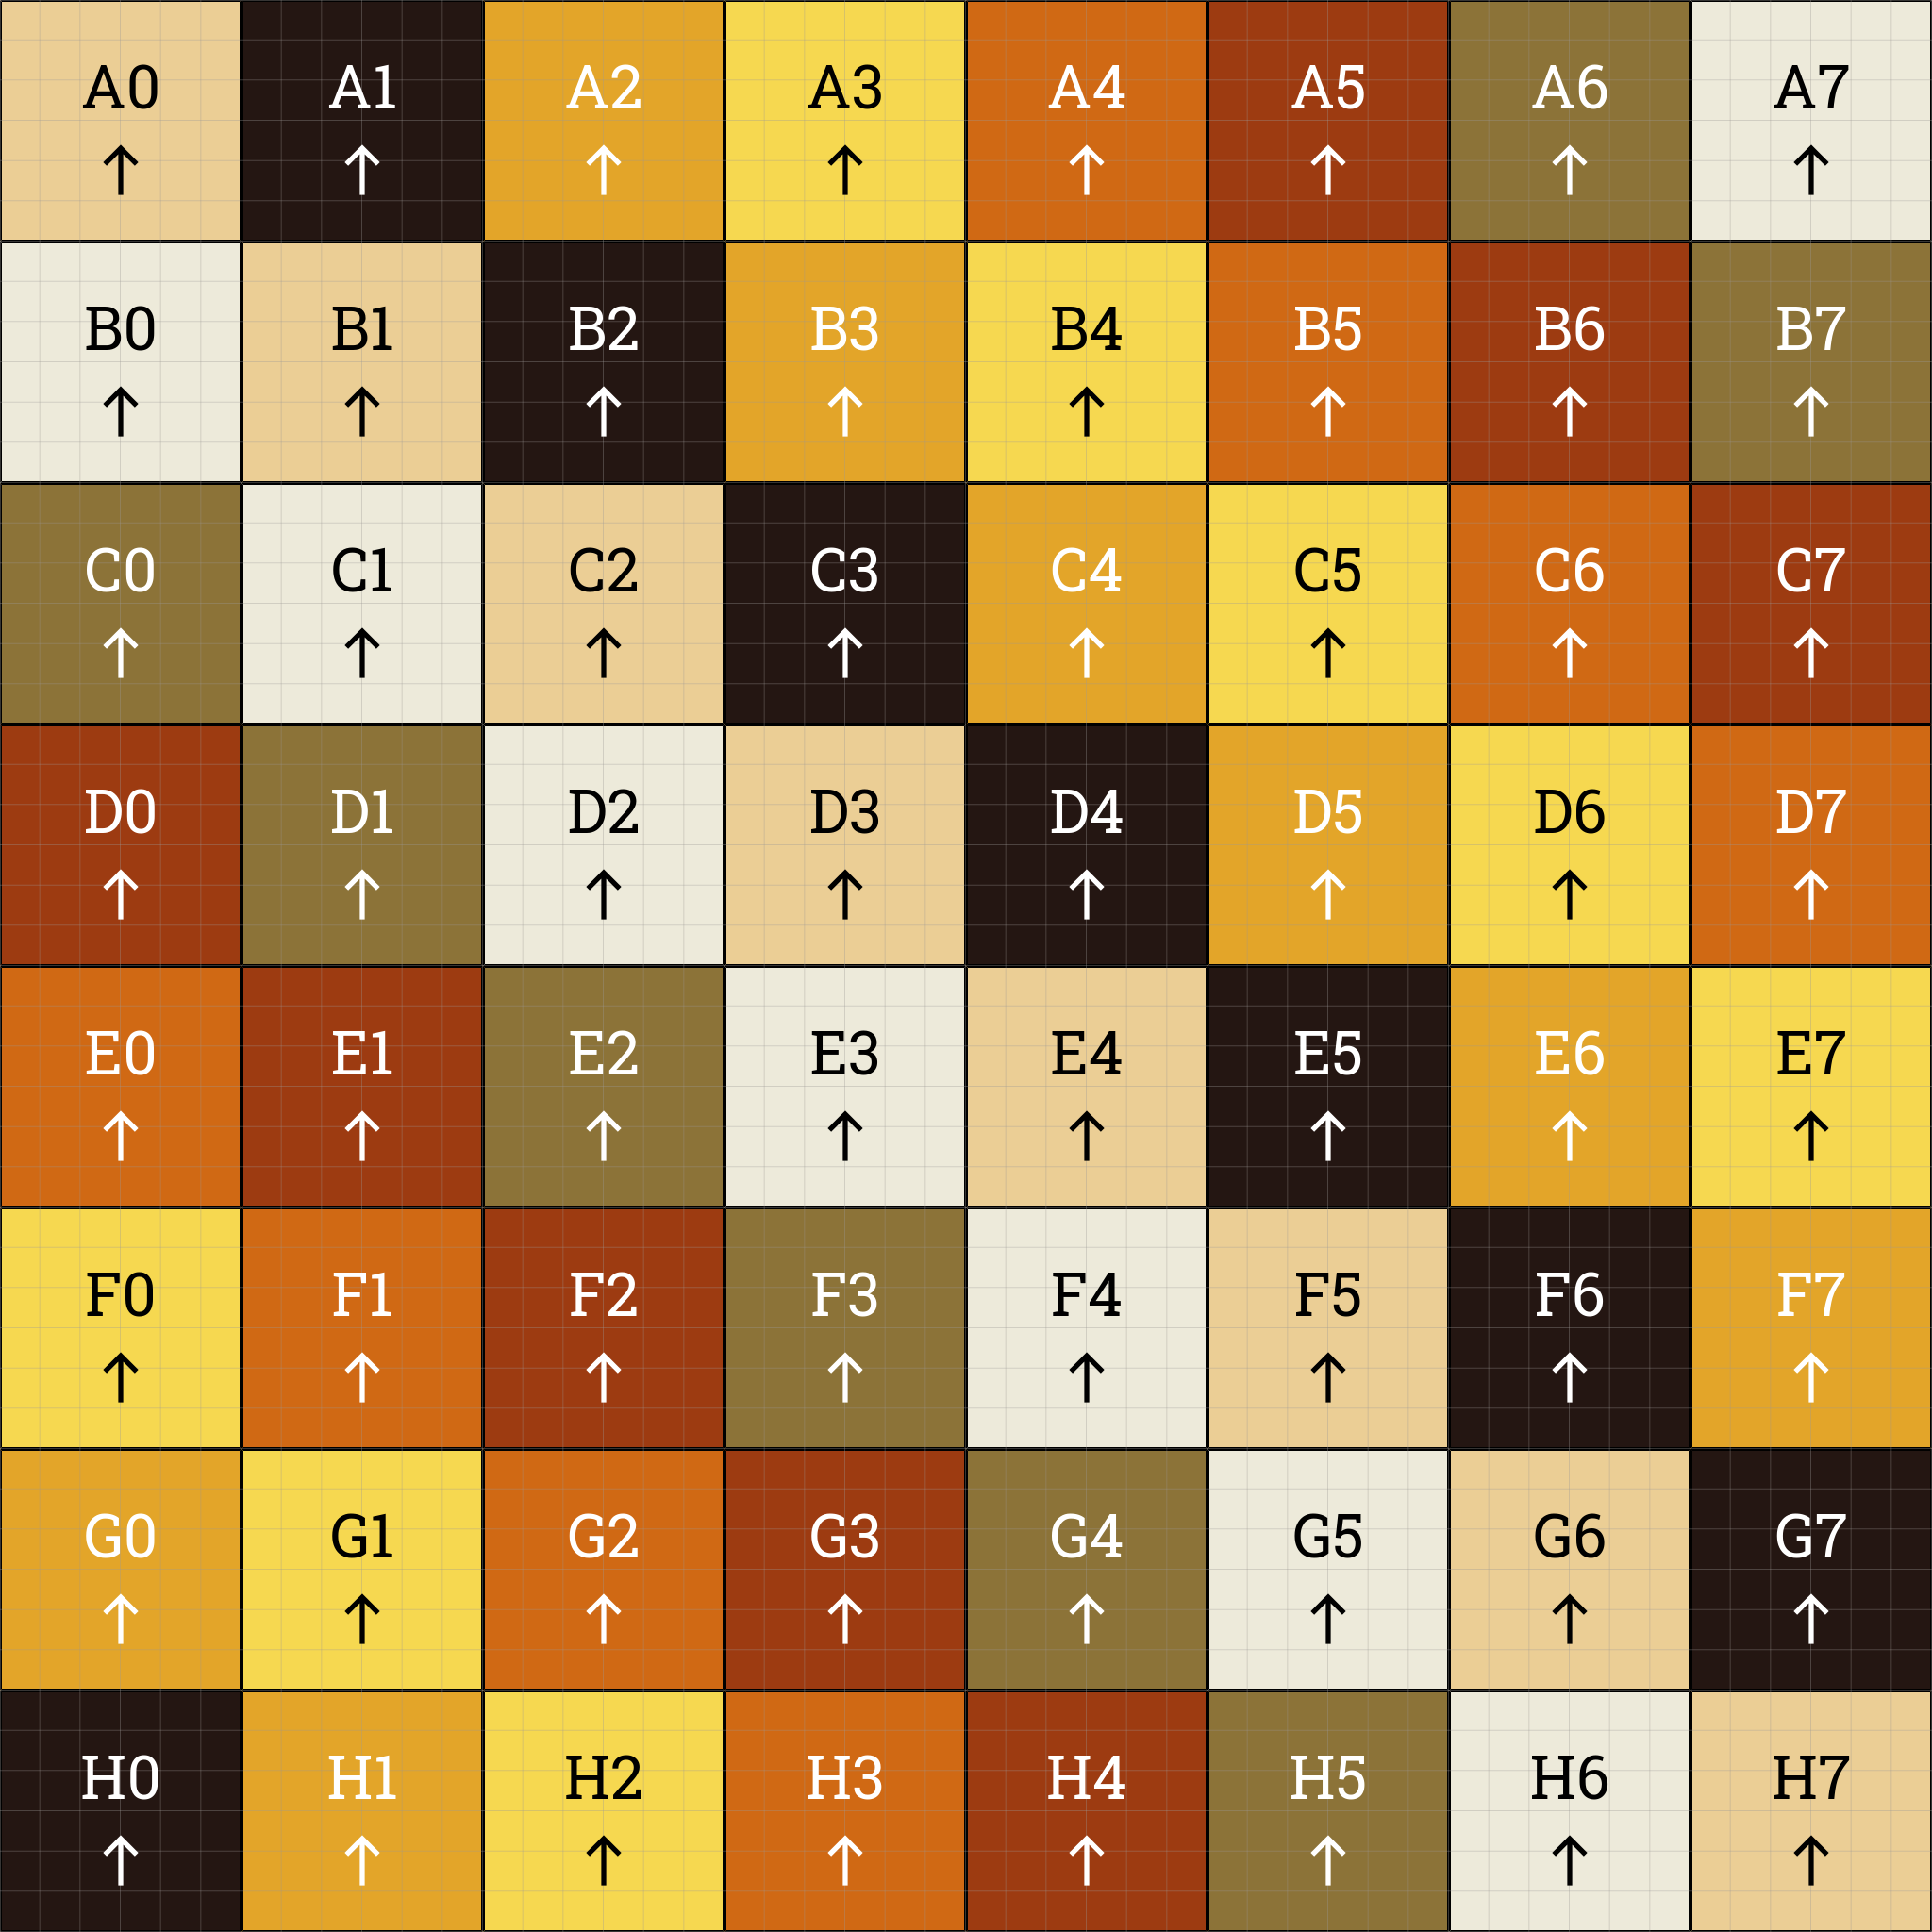 A0 A1 A2 A3 A4 A5 A6 A7
↑ ↑ ↑ ↑ ↑ ↑ ↑ ↑
B0 B1 B2 B3 B4 B5 B6 B7
↑ ↑ ↑ ↑ ↑ ↑ ↑ ↑
C0 C1 C2 C3 C4 C5 C6 C7
↑ ↑ ↑ ↑ ↑ ↑ ↑ ↑
D0 D1 D2 D3 D4 D5 D6 D7
↑ ↑ ↑ ↑ ↑ ↑ ↑ ↑
E0 E1 E2 E3 E4 E5 E6 E7
↑ ↑ ↑ ↑ ↑ ↑ ↑ ↑
F0 F1 F2 F3 F4 F5 F6 F7
↑ ↑ ↑ ↑ ↑ ↑ ↑ ↑
G0 G1 G2 G3 G4 G5 G6 G7
↑ ↑ ↑ ↑ ↑ ↑ ↑ ↑
H0 H1 H2 H3 H4 H5 H6 H7
↑ ↑ ↑ ↑ ↑ ↑ ↑ ↑